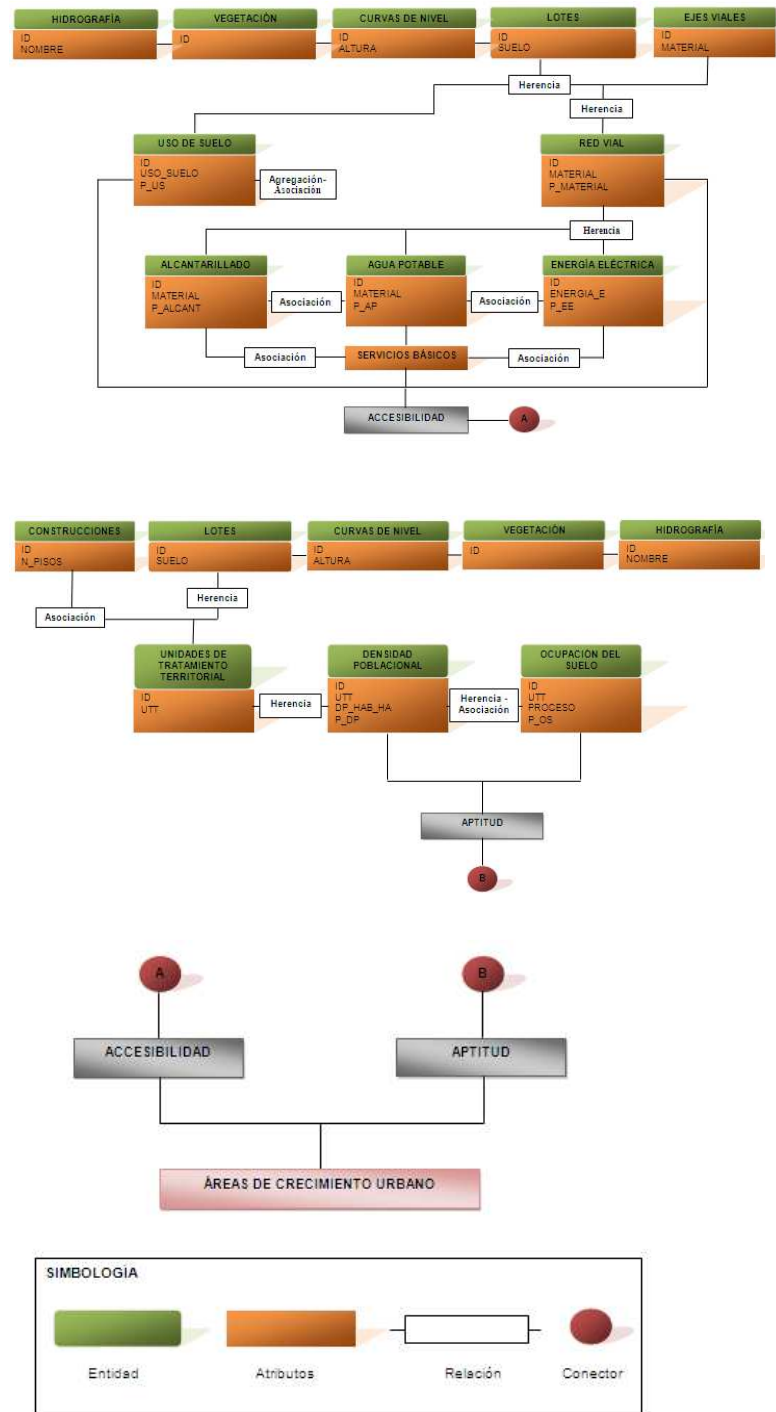 HIDROGRAFÍA
VEGETACIÓN
CURVAS DE NIVEL
LOTES
EJES VIALES
ID
NOMBRE
ID
ID
ALTURA
ID
SUELO
ID
MATERIAL
Herencia
Herencia
USO DE SUELO
RED VIAL
ID
USO_SUELO
P_US
Agregación-
Asociación
ID
MATERIAL
P_MATERIAL
Herencia
ALCANTARILLADO
AGUA POTABLE
ENERGÍA ELÉCTRICA
ID
MATERIAL
P_ALCANT
Asociación
ID
MATERIAL
P_AP
Asociación
ID
ENERGIA_E
P_EE
Asociación
SERVICIOS BÁSICOS
Asociación
ACCESIBILIDAD
A
CONSTRUCCIONES
LOTES
CURVAS DE NIVEL
VEGETACIÓN
HIDROGRAFÍA
ID
N_PISOS
ID
SUELO
ID
ALTURA
ID
ID
NOMBRE
Herencia
Asociación
UNIDADES DE
TRATAMIENTO
TERRITORIAL
DENSIDAD
POBLACIONAL
OCUPACIÓN DEL
SUELO
ID
UTT
Herencia
ID
UTT
DP_HAB_HA
P_DP
Herencia -
Asociación
ID
UTT
PROCESO
P_OS
APTITUD
B
A
B
ACCESIBILIDAD
APTITUD
ÁREAS DE CRECIMIENTO URBANO
SIMBOLOGÍA
Entidad
Atributos
Relación
Conector